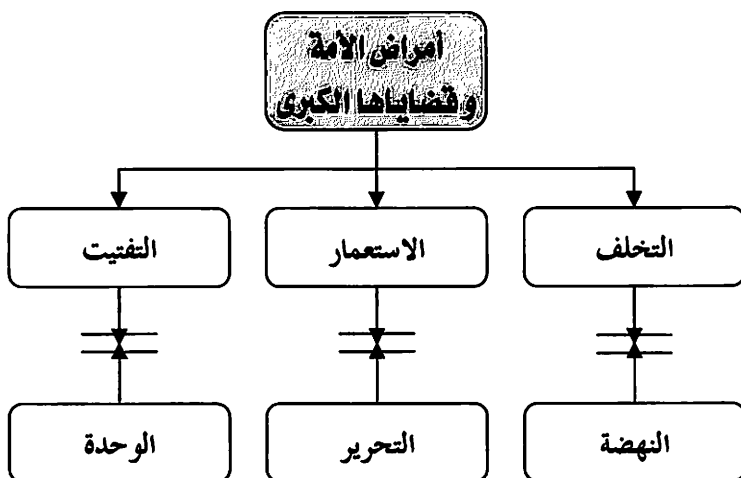 أمراض الأمة
وقضاياها الكبرى
التخلف
الاستعمار
التفتيت
النهضة
التحرير
الوحدة